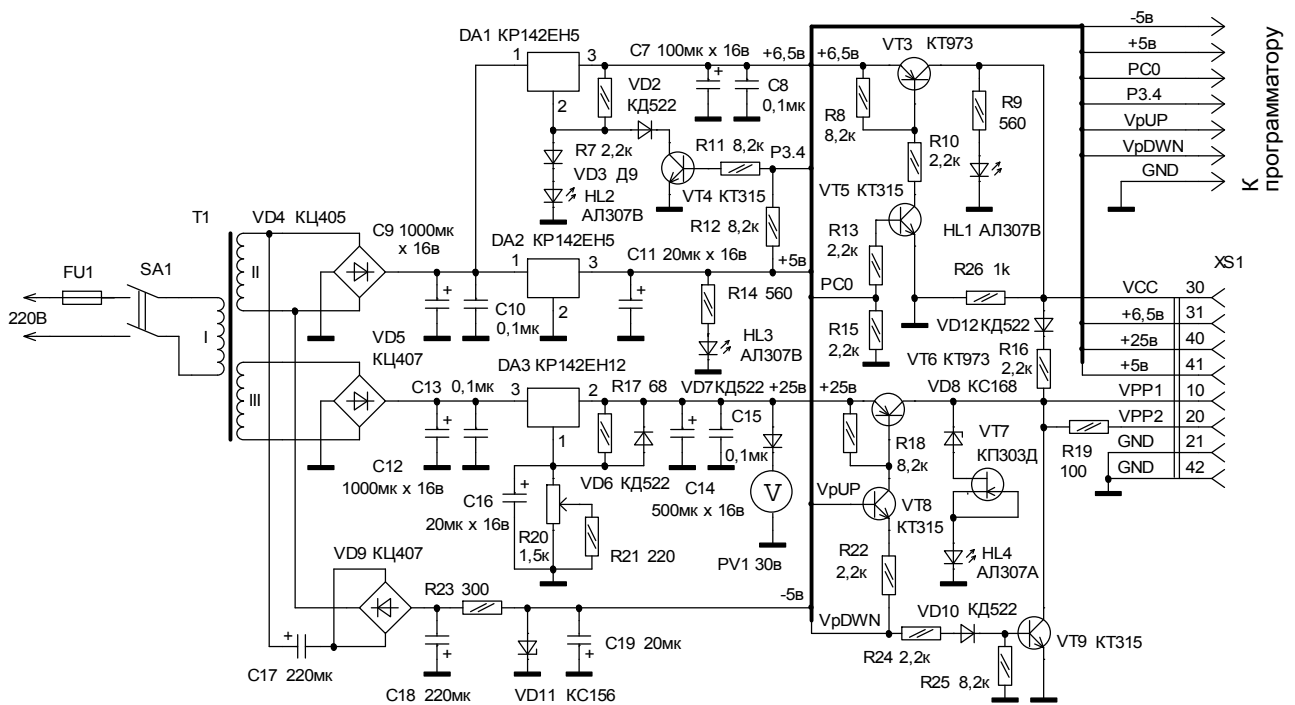 DA1 КР142ЕН5
C7 100мк х 16в
+6,5в
+6,5в
VT3 КТ973
-5в
+5в
PC0
P3.4
VpUP
VpDWN
GND
К программатору
1
3
2
VD2
КД522
C8
0,1мк
R8
8,2к
R9
560
R10
2,2к
R7 2,2к
R11 8,2к
P3.4
VD3 Д9
HL2
АЛ307В
VT4 КТ315
VT5 КТ315
R12 8,2к
HL1 АЛ307В
T1
VD4 КЦ405
C9 1000мк
х 16в
DA2 КР142ЕН5
C11 20мк х 16в
+5в
R13
2,2к
FU1
SA1
220В
I
II
III
1
3
2
C10
0,1мк
R14 560
PC0
R26 1k
XS1
VCC 30
+6,5в 31
+25в 40
+5в 41
VPP1 10
VPP2 20
GND 21
GND 42
VD5
КЦ407
HL3
АЛ307В
R15
2,2к
VD12 КД522
R16
2,2к
VT6 КТ973
C13 0,1мк
DA3 КР142ЕН12
R17 68
VD7 КД522
+25в
+25в
VD8 КС168
3
2
1
C15
0,1мк
R18
8,2к
VT7
КП303Д
R19
100
C12
1000мк х 16в
VD6 КД522
C14
500мк х 16в
V
VpUP
VT8
КТ315
C16
20мк х 16в
R20
1,5к
R21 220
PV1 30в
R22
2,2к
HL4
АЛ307А
VD9 КЦ407
R23 300
-5в
VpDWN
VD10 КД522
C17 220мк
C18 220мк
VD11 КС156
C19 20мк
R24 2,2к
R25 8,2к
VT9 КТ315